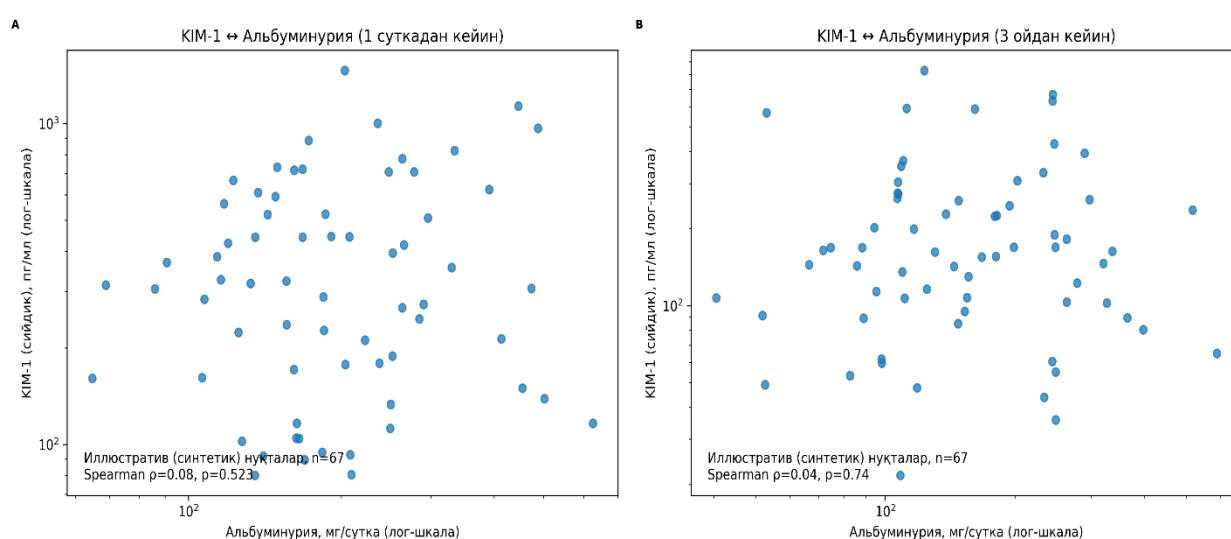 A
KIM-1 ↔ Альбуминурия (1 суткадан кейин)
KIM-1 (сийдик), пг/мл (лог-шкала)
10³
10²
Иллюстратив (синтетик) нуқталар, n=67
Spearman ρ=0.08, p=0.523
10²
Альбуминурия, мг/сутка (лог-шкала)
B
KIM-1 ↔ Альбуминурия (3 ойдан кейин)
KIM-1 (сийдик), пг/мл (лог-шкала)
10²
Иллюстратив (синтетик) нуқталар, n=67
Spearman ρ=0.04, p=0.74
10²
Альбуминурия, мг/сутка (лог-шкала)